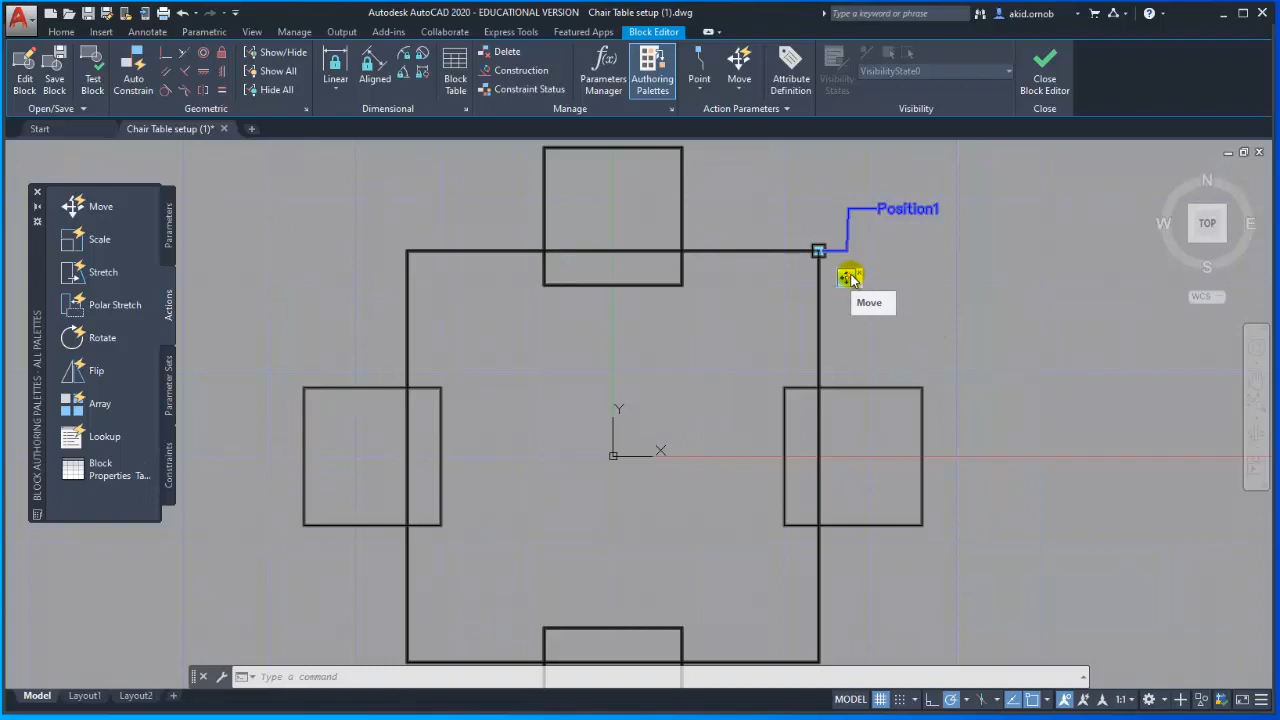 Autodesk AutoCAD 2020 - EDUCATIONAL VERSION Chair Table setup (1).dwg
Type a keyword or phrase
akid.ornob
Home Insert Annotate Parametric View Manage Output Add-ins Collaborate Express Tools Featured Apps Block Editor
Edit Block
Save Block
Test Block
Auto Constrain
Show/Hide
Show All
Hide All
Linear
Aligned
Block Table
Delete
Construction
Constraint Status
Parameters Manager
Authoring Palettes
Point
Move
Attribute Definition
Visibility States
VisibilityState0
Close Block Editor
Open/Save
Geometric
Dimensional
Manage
Action Parameters
Visibility
Close
Start
Chair Table setup (1)*
BLOCK AUTHORING PALETTES - ALL PALETTES
Move
Scale
Stretch
Polar Stretch
Rotate
Flip
Array
Lookup
Block
Properties Ta...
Parameters
Actions
Parameter Sets
Constraints
Position1
Move
Y
X
N
W
TOP
E
S
WCS
Type a command
Model
Layout1
Layout2
MODEL
1:1